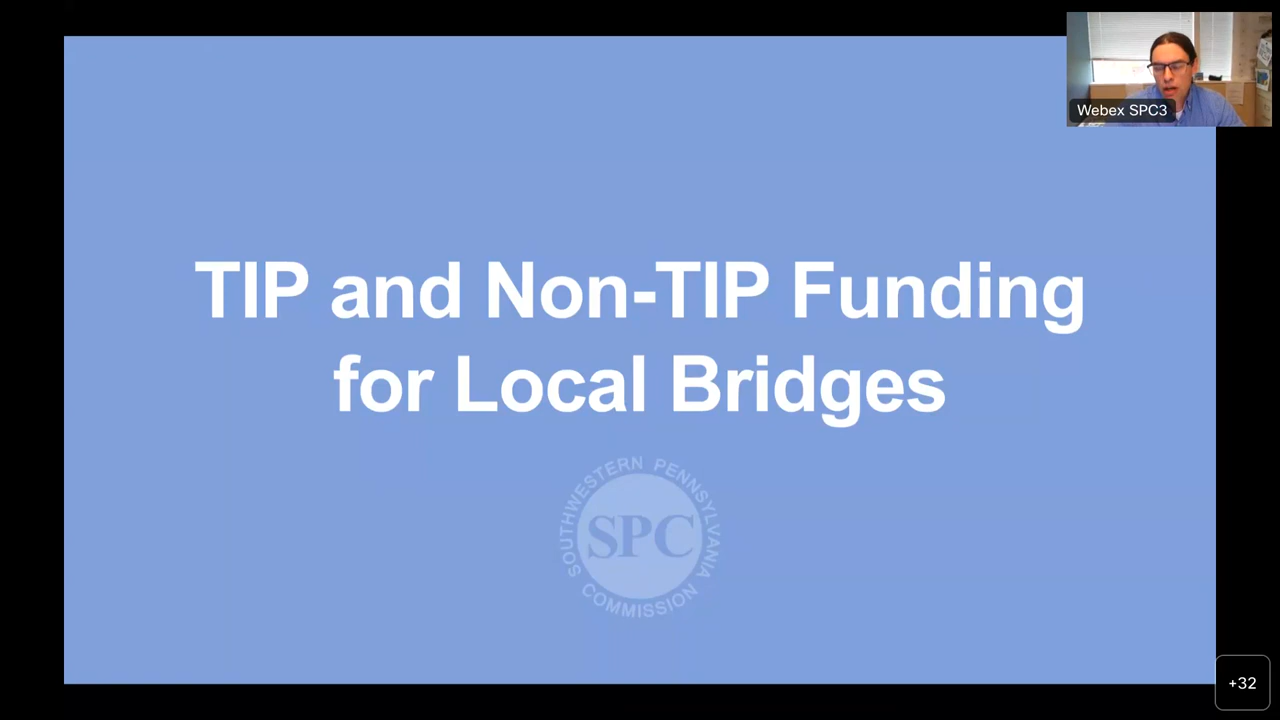 Webex SPC3
TIP and Non-TIP Funding
for Local Bridges
SOUTHWESTERN PENNSYLVANIA
SPC
COMMISSION
+32